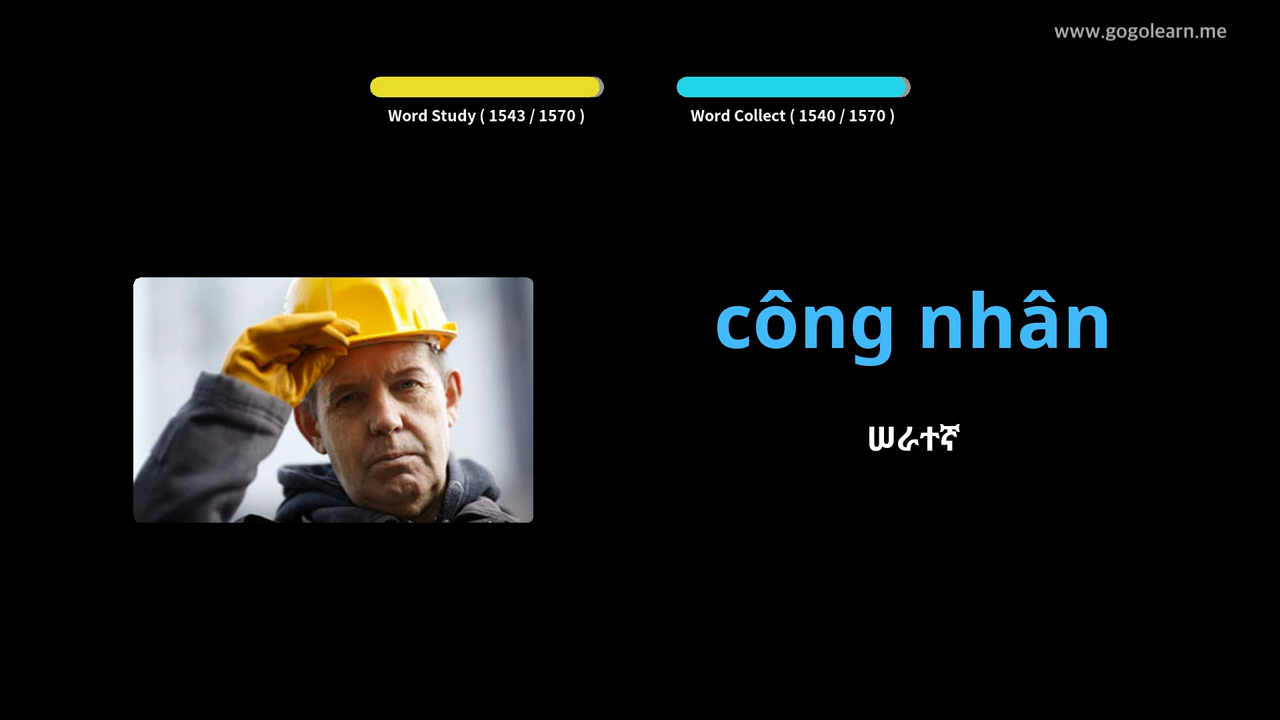 www.gogolearn.me
Word Study ( 1543 / 1570 )
Word Collect ( 1540 / 1570 )
công nhân
ሠራተኛ